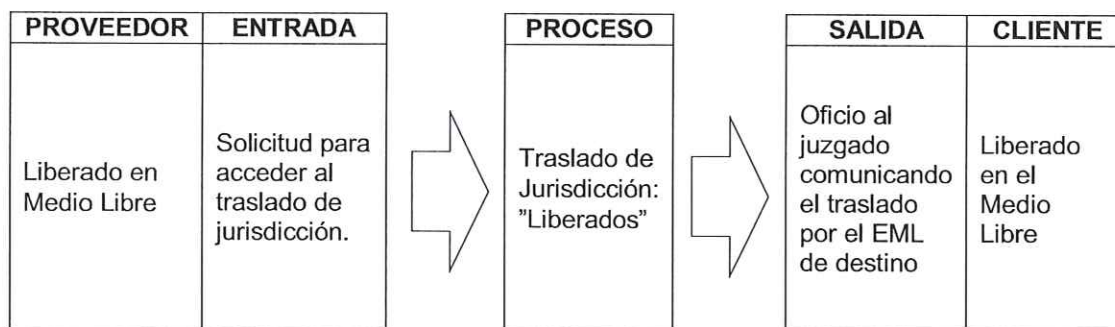 PROVEEDOR ENTRADA PROCESO SALIDA CLIENTE
Liberado en
Medio Libre
Solicitud para
acceder al
traslado de
jurisdicción.
Traslado de
Jurisdicción:
"Liberados"
Oficio al
juzgado
comunicando
el traslado
por el EML
de destino
Liberado
en el
Medio
Libre